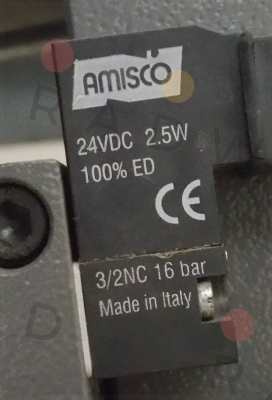 AMISCO
24VDC 2.5W
100% ED
CE
3/2NC 16 bar
Made in Italy